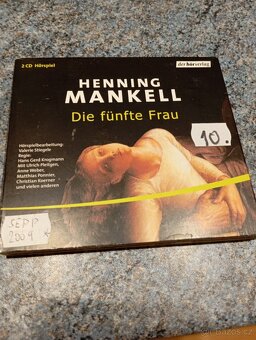 2 CD Hörspiel
der hörverlag
HENNING
MANKELL
Die fünfte Frau
Hörspielbearbeitung:
Valerie Stiegele
Regie:
Hans Gerd Krogmann
Mit Ulrich Pleitgen,
Anne Weber,
Matthias Ponnier,
Christian Koerner
und vielen anderen
10.
SEPP
2009